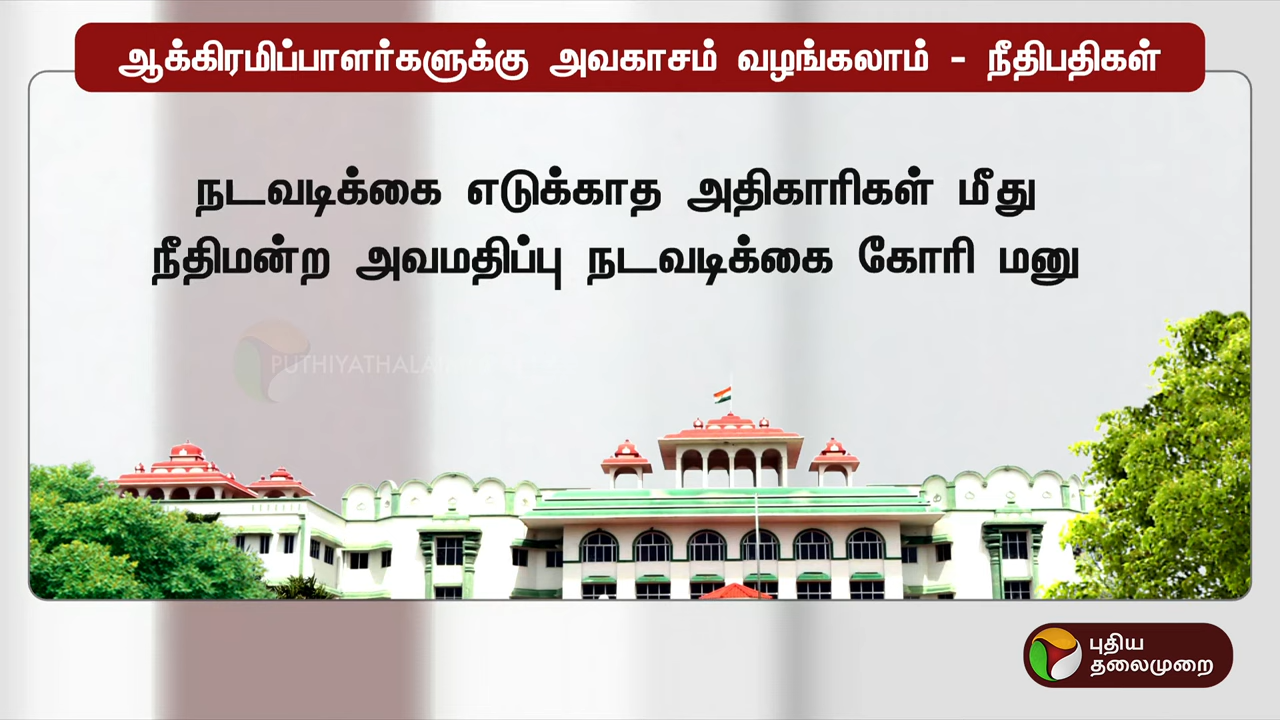 ஆக்கிரமிப்பாளர்களுக்கு அவகாசம் வழங்கலாம் - நீதிபதிகள்
நடவடிக்கை எடுக்காத அதிகாரிகள் மீது
நீதிமன்ற அவமதிப்பு நடவடிக்கை கோரி மனு
PUTHIYATHALAI
புதிய
தலைமுறை